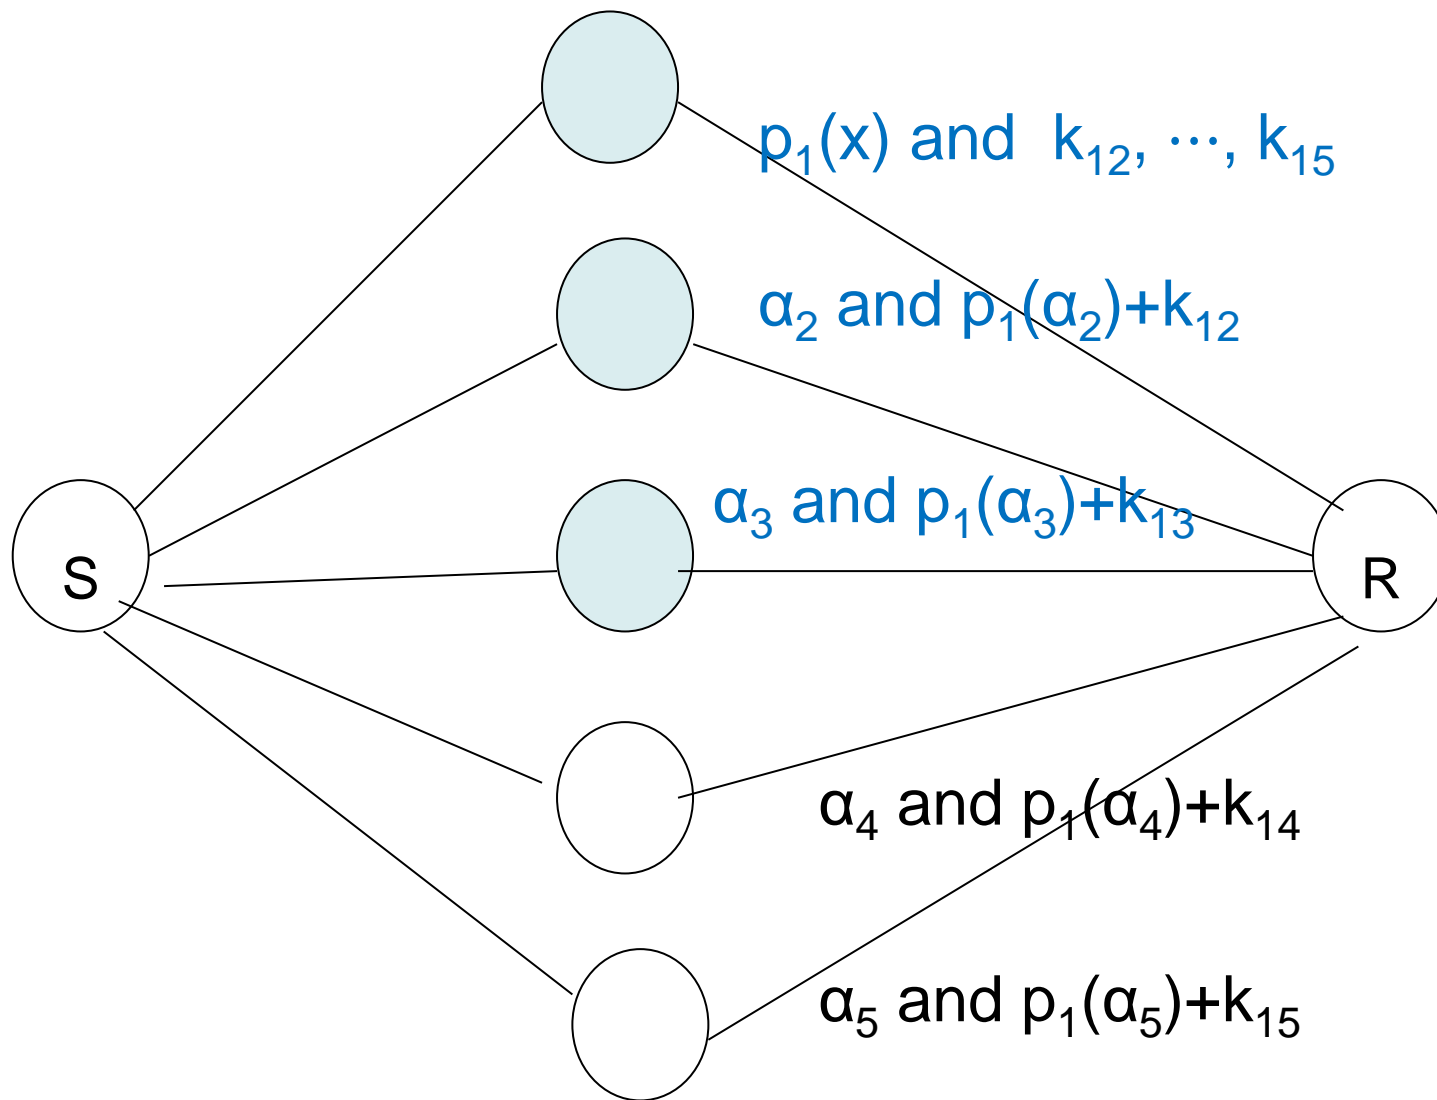 p₁(x) and k₁₂, ⋯, k₁₅
α₂ and p₁(α₂)+k₁₂
α₃ and p₁(α₃)+k₁₃
S
R
α₄ and p₁(α₄)+k₁₄
α₅ and p₁(α₅)+k₁₅